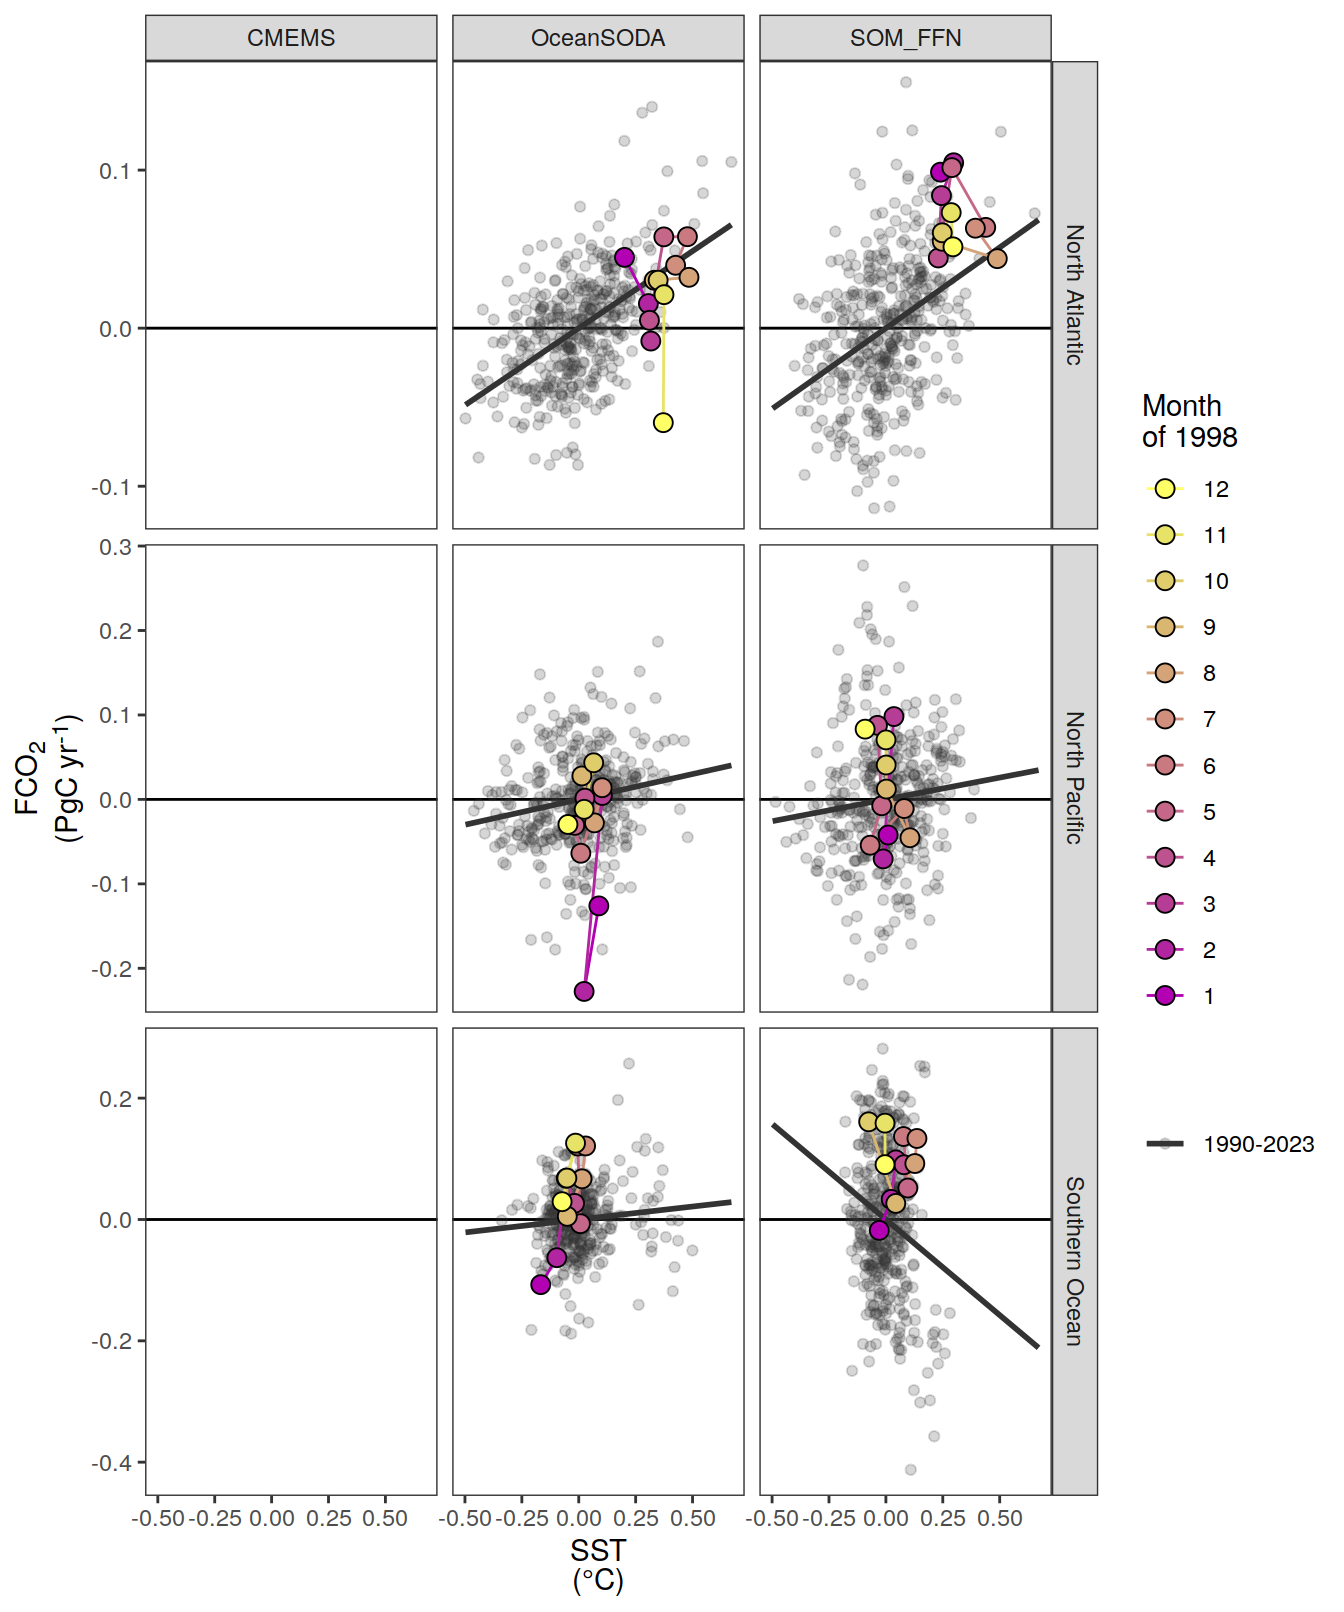 CMEMS OceanSODA SOM_FFN
0.1
0.0
-0.1
North Atlantic
0.3
0.2
0.1
0.0
-0.1
-0.2
North Pacific
0.2
0.0
-0.2
-0.4
Southern Ocean
-0.50 -0.25 0.00 0.25 0.50 -0.50 -0.25 0.00 0.25 0.50 -0.50 -0.25 0.00 0.25 0.50
SST
(°C)
FCO₂
(PgC yr⁻¹)
Month
of 1998
12
11
10
9
8
7
6
5
4
3
2
1
1990-2023